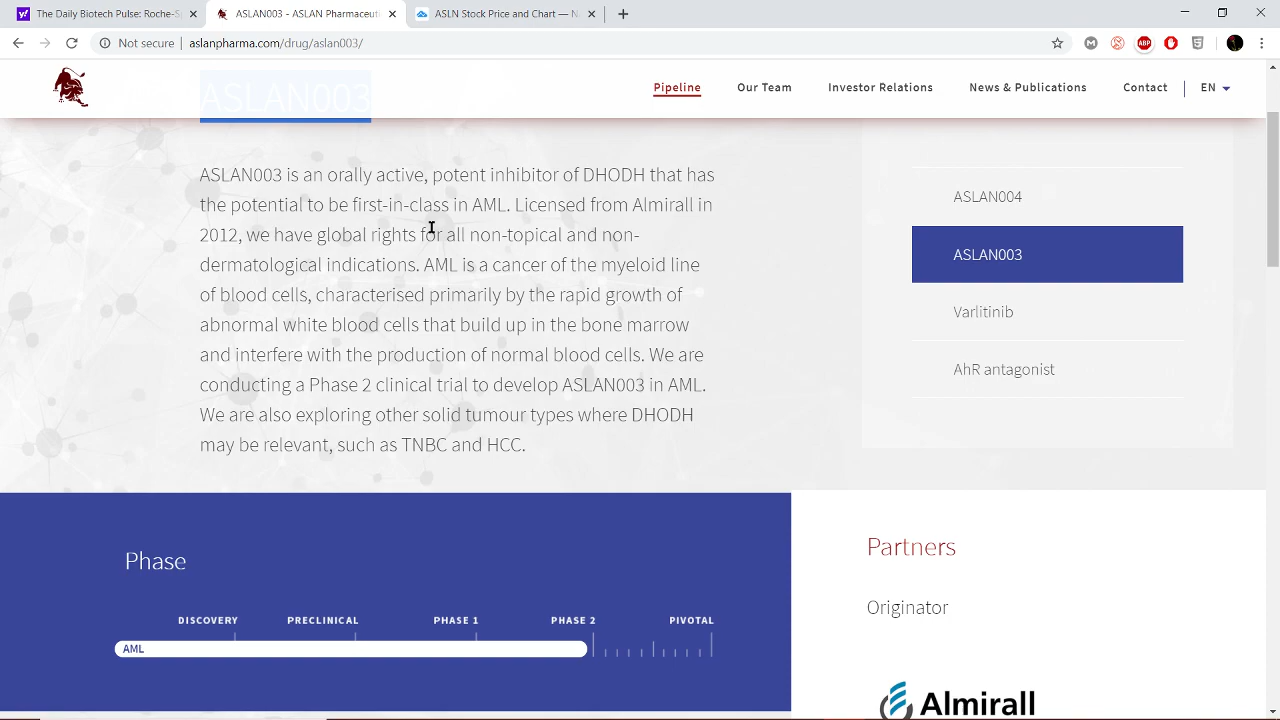 The Daily Biotech Pulse: Roche-S
ASLAN003 - ASLAN Pharmaceuti
ASLN Stock Price and Chart — N
Not secure | aslanpharma.com/drug/aslan003/
ABP
Pipeline
Our Team
Investor Relations
News & Publications
Contact
EN
ASLAN003
ASLAN003 is an orally active, potent inhibitor of DHODH that has
the potential to be first-in-class in AML. Licensed from Almirall in
2012, we have global rights for all non-topical and non-
dermatological indications. AML is a cancer of the myeloid line
of blood cells, characterised primarily by the rapid growth of
abnormal white blood cells that build up in the bone marrow
and interfere with the production of normal blood cells. We are
conducting a Phase 2 clinical trial to develop ASLAN003 in AML.
We are also exploring other solid tumour types where DHODH
may be relevant, such as TNBC and HCC.
ASLAN004
ASLAN003
Varlitinib
AhR antagonist
Phase
DISCOVERY
PRECLINICAL
PHASE 1
PHASE 2
PIVOTAL
AML
Partners
Originator
Almirall